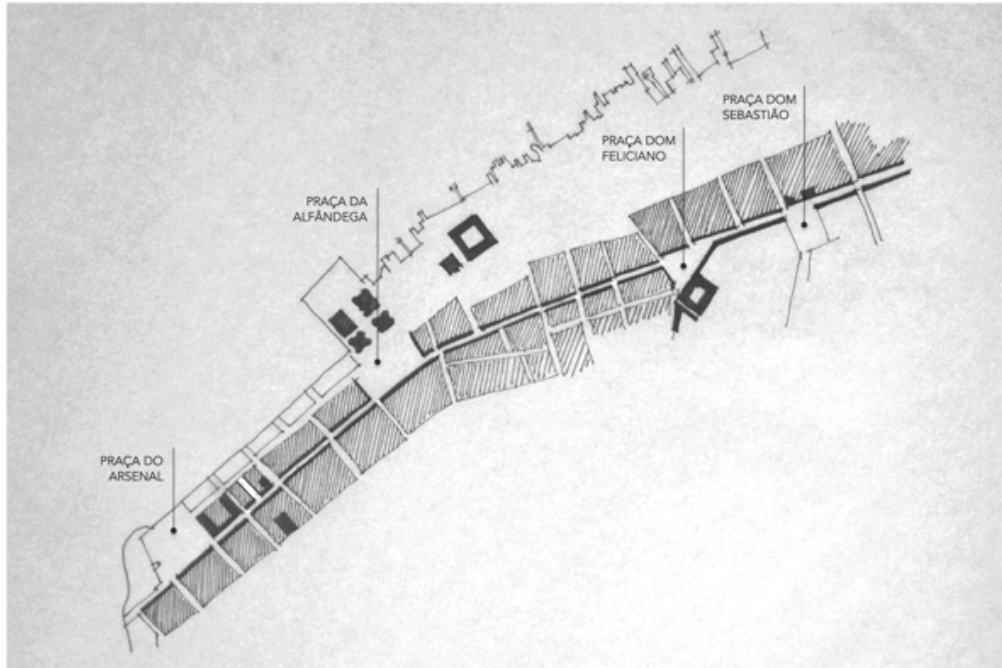 PRAÇA DOM
SEBASTIÃO
PRAÇA DOM
FELICIANO
PRAÇA DA
ALFÂNDEGA
PRAÇA DO
ARSENAL